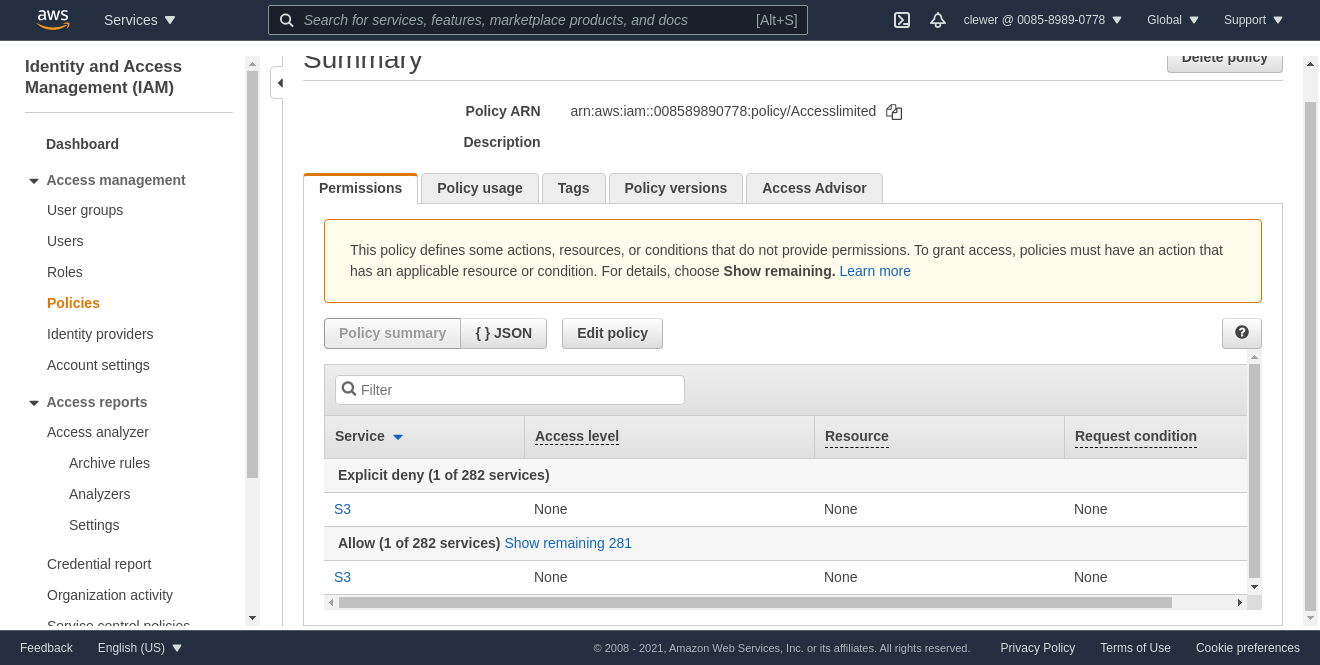 aws
Services
Search for services, features, marketplace products, and docs
[Alt+S]
clewer @ 0085-8989-0778
Global
Support
Identity and Access
Management (IAM)
Dashboard
Access management
User groups
Users
Roles
Policies
Identity providers
Account settings
Access reports
Access analyzer
Archive rules
Analyzers
Settings
Credential report
Organization activity
Service control policies
Summary
Delete policy
Policy ARN
arn:aws:iam::008589890778:policy/Accesslimited
Description
Permissions
Policy usage
Tags
Policy versions
Access Advisor
This policy defines some actions, resources, or conditions that do not provide permissions. To grant access, policies must have an action that
has an applicable resource or condition. For details, choose Show remaining. Learn more
Policy summary
{ } JSON
Edit policy
Filter
Service
Access level
Resource
Request condition
Explicit deny (1 of 282 services)
S3
None
None
None
Allow (1 of 282 services) Show remaining 281
S3
None
None
None
Feedback
English (US)
© 2008 - 2021, Amazon Web Services, Inc. or its affiliates. All rights reserved.
Privacy Policy
Terms of Use
Cookie preferences